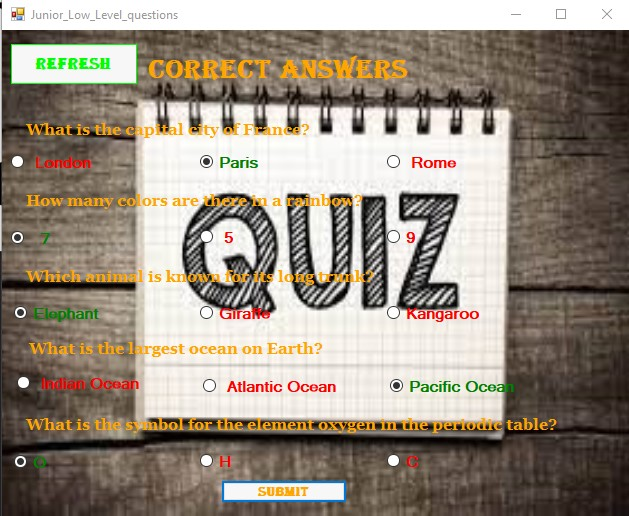 Junior_Low_Level_questions
REFRESH
CORRECT ANSWERS
What is the capital city of France?
London Paris Rome
How many colors are there in a rainbow?
7 5 9
QUIZ
Which animal is known for its long trunk?
Elephant Giraffe Kangaroo
What is the largest ocean on Earth?
Indian Ocean Atlantic Ocean Pacific Ocean
What is the symbol for the element oxygen in the periodic table?
O H C
SUBMIT